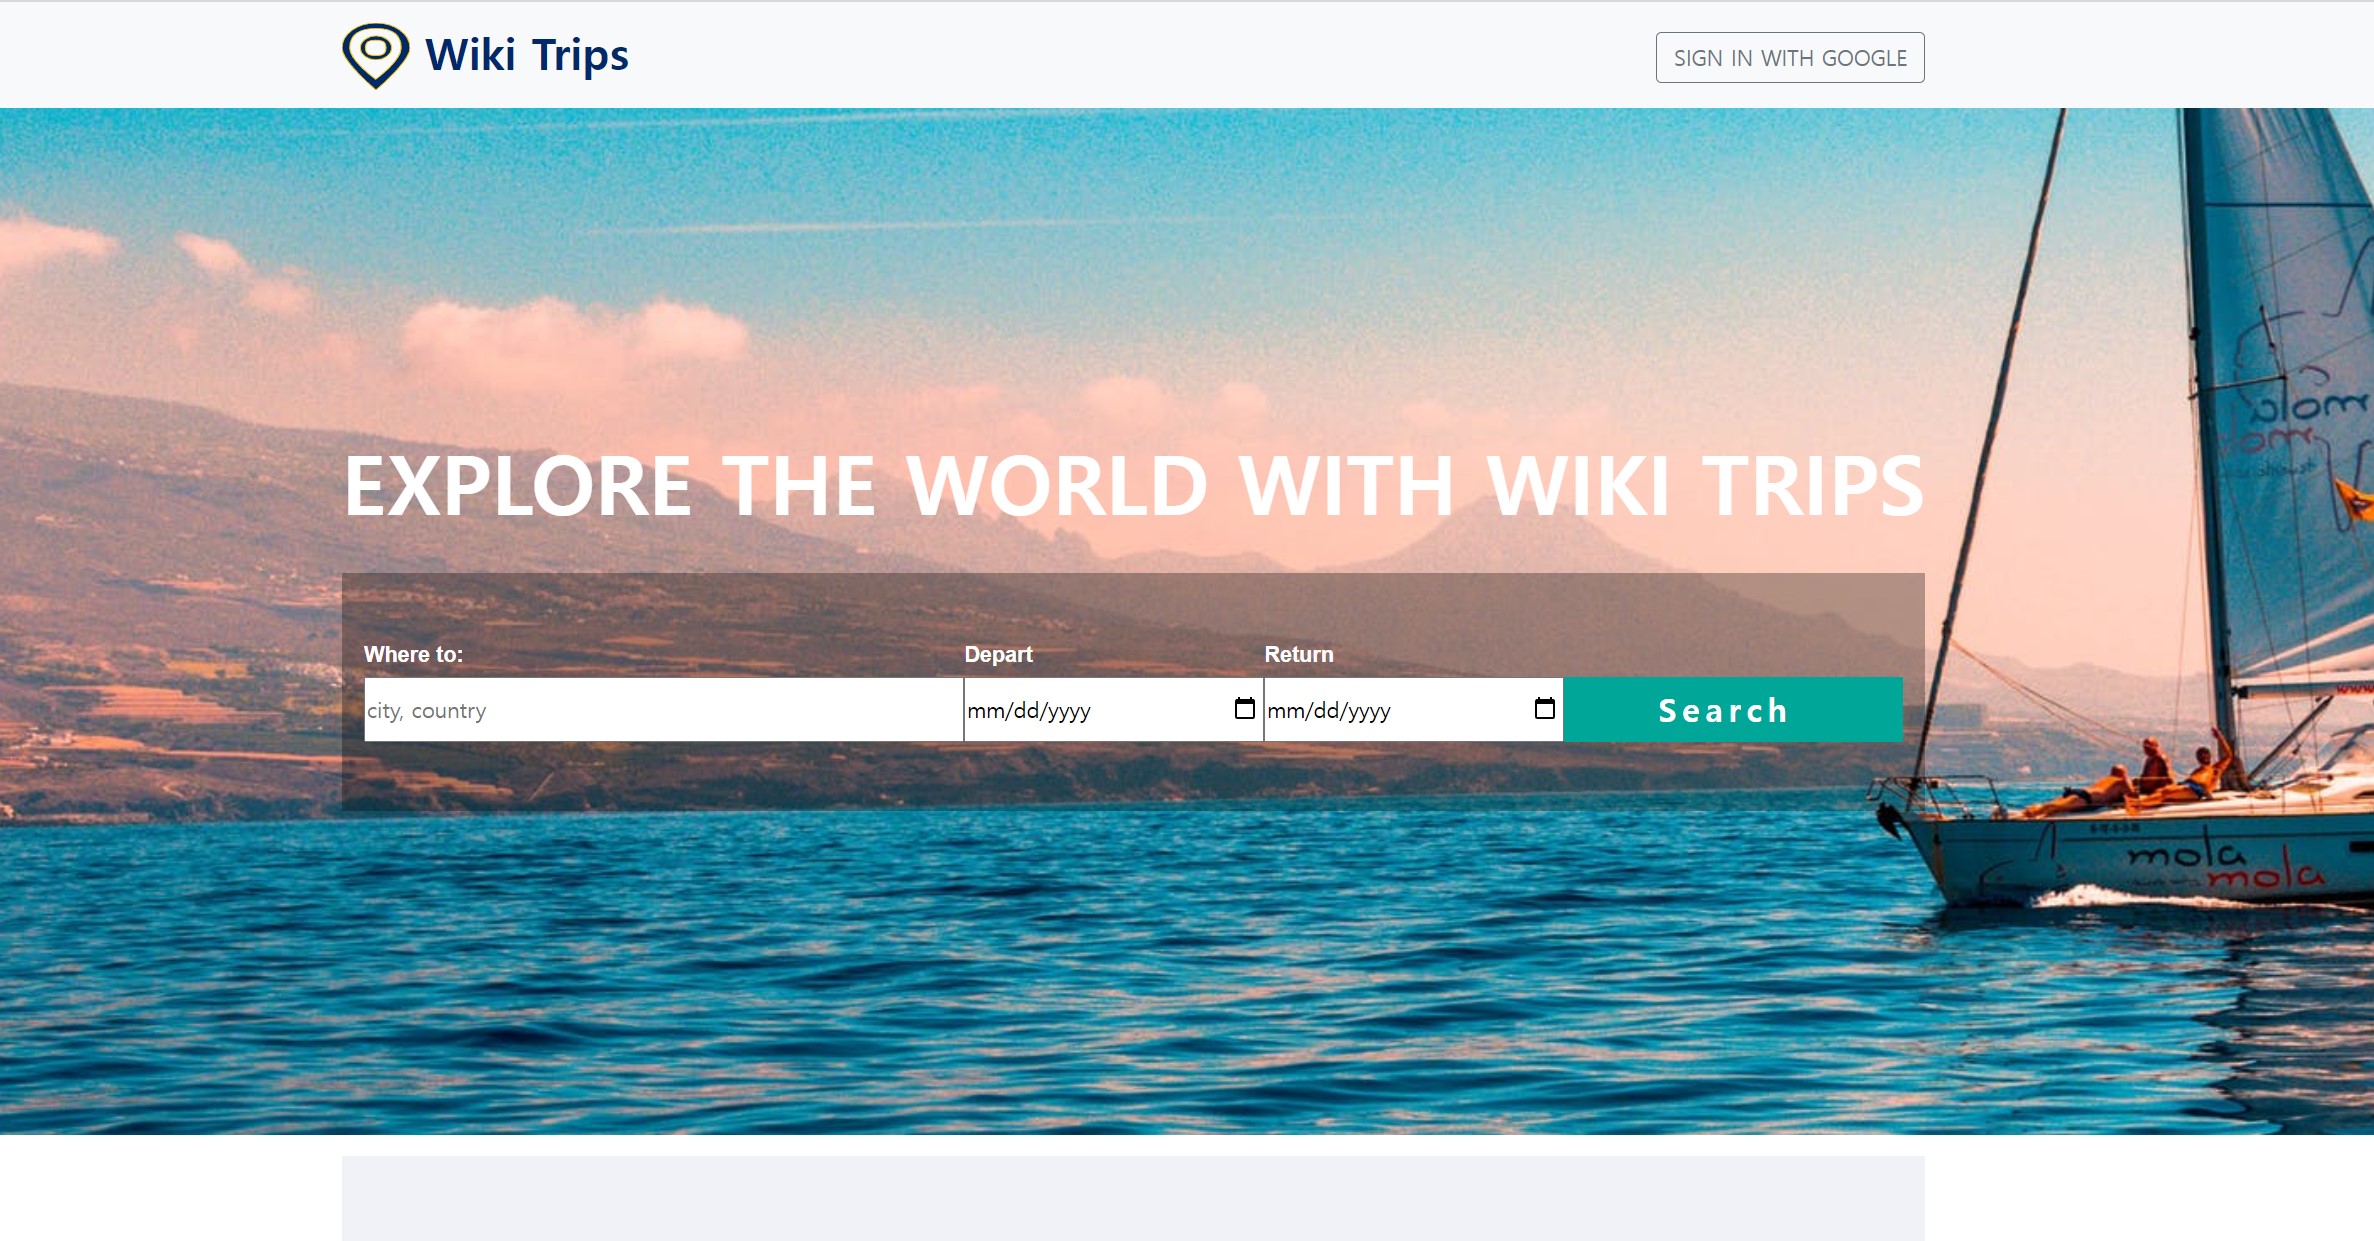 Wiki Trips
SIGN IN WITH GOOGLE
EXPLORE THE WORLD WITH WIKI TRIPS
Where to:
Depart
Return
city, country
mm/dd/yyyy
mm/dd/yyyy
Search
mola
mola